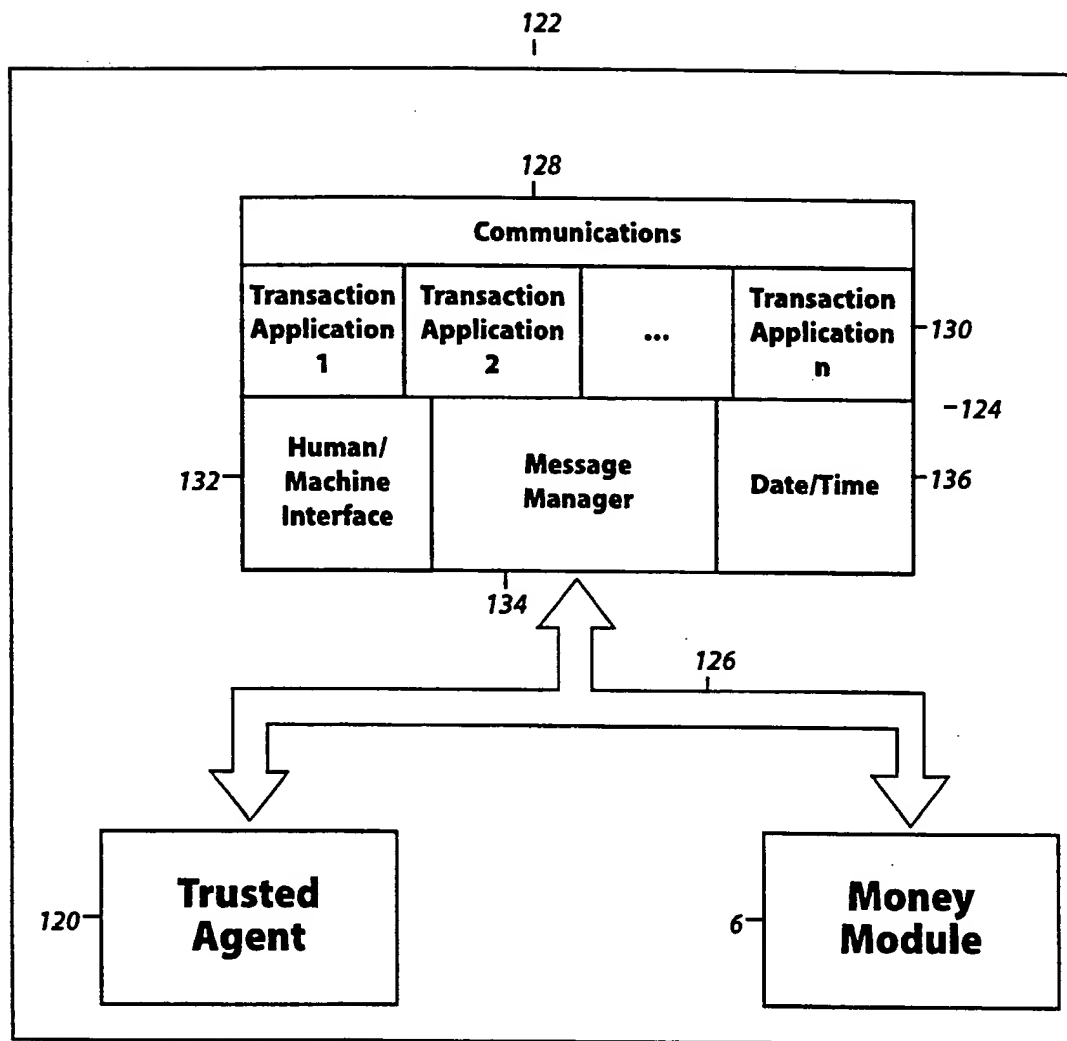 122
128
Communications
Transaction
Application
1
Transaction
Application
2
...
Transaction
Application
n
130
124
132
Human/
Machine
Interface
Message
Manager
Date/Time
136
134
126
120
Trusted
Agent
6
Money
Module